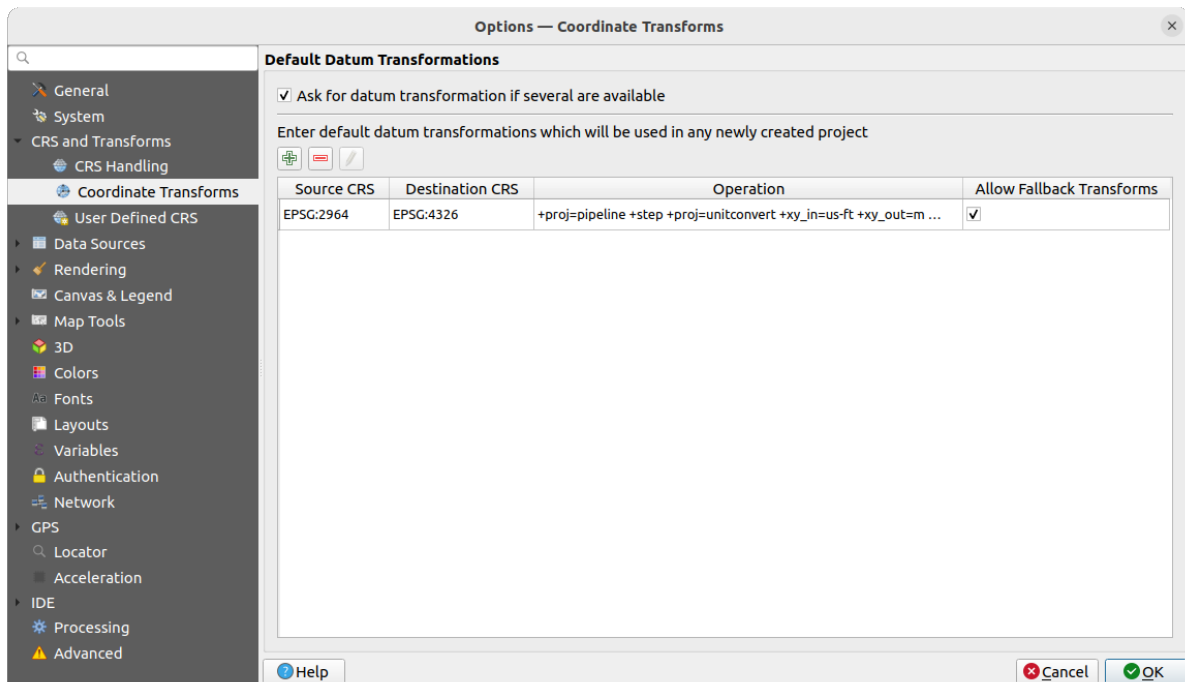 Options — Coordinate Transforms
General
System
CRS and Transforms
CRS Handling
Coordinate Transforms
User Defined CRS
Data Sources
Rendering
Canvas & Legend
Map Tools
3D
Colors
Fonts
Layouts
Variables
Authentication
Network
GPS
Locator
Acceleration
IDE
Processing
Advanced
Default Datum Transformations
Ask for datum transformation if several are available
Enter default datum transformations which will be used in any newly created project
Source CRS Destination CRS Operation Allow Fallback Transforms
EPSG:2964 EPSG:4326 +proj=pipeline +step +proj=unitconvert +xy_in=us-ft +xy_out=m ...
Help Cancel OK